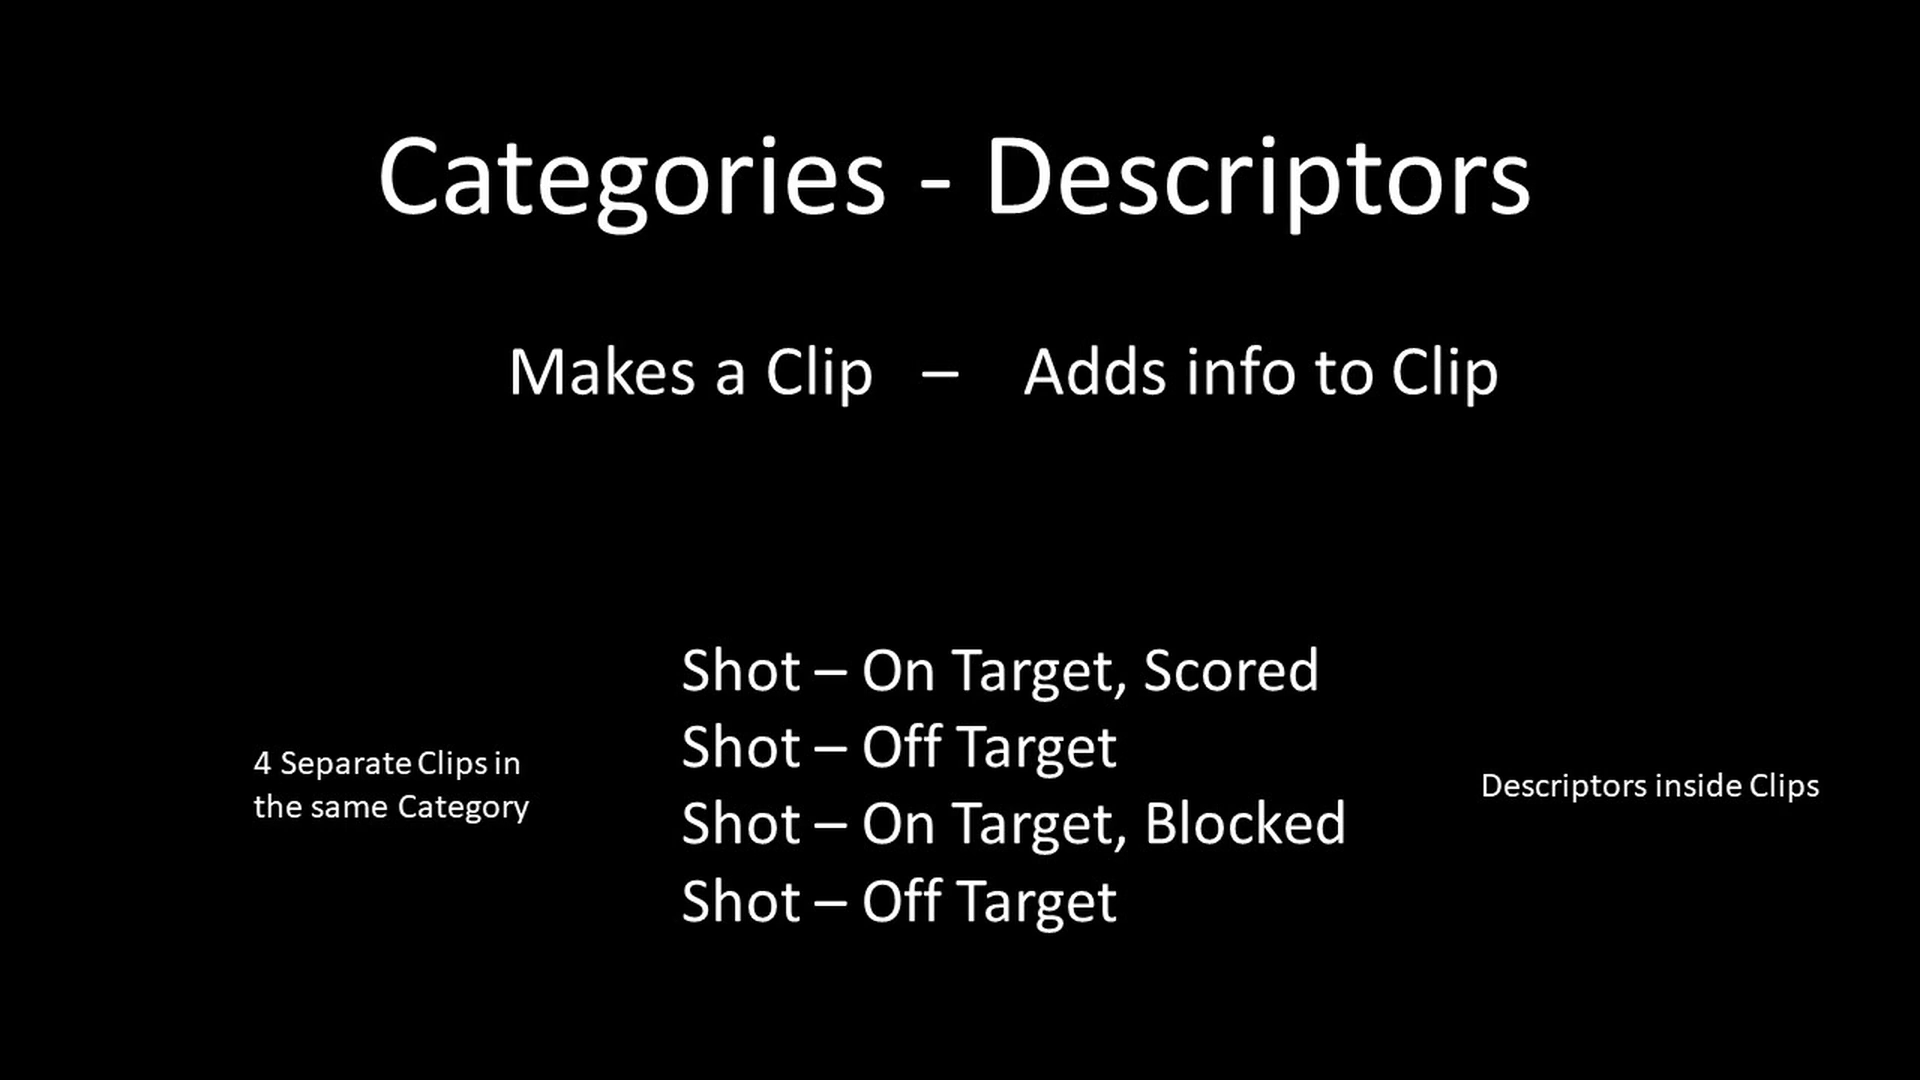 Categories - Descriptors
Makes a Clip – Adds info to Clip
Shot – On Target, Scored
Shot – Off Target
Shot – On Target, Blocked
Shot – Off Target
4 Separate Clips in
the same Category
Descriptors inside Clips